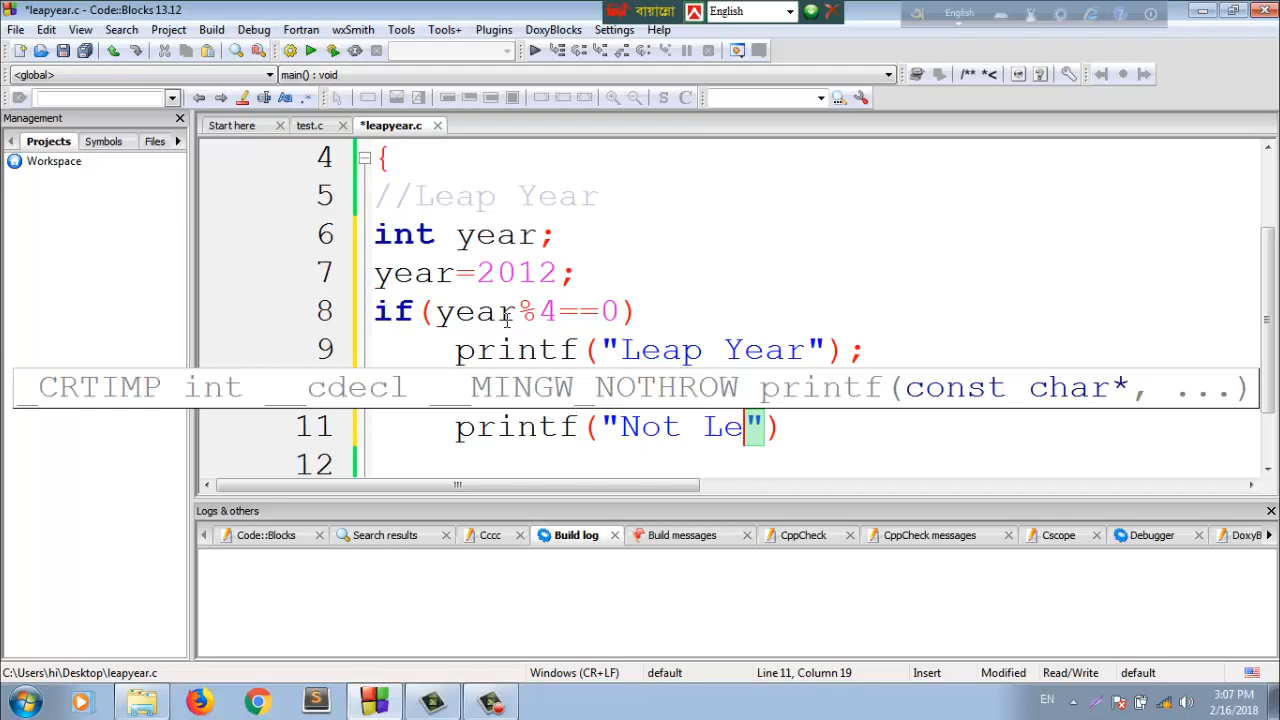 *leapyear.c - Code::Blocks 13.12
বায়ান্নো English
English
File Edit View Search Project Build Debug Fortran wxSmith Tools Tools+ Plugins DoxyBlocks Settings Help
<global> main() : void
/** *<
S C
Management
Start here test.c *leapyear.c
Projects Symbols Files
Workspace
4 {
5 //Leap Year
6 int year;
7 year=2012;
8 if(year%4==0)
9 printf("Leap Year");
_CRTIMP int __cdecl __MINGW_NOTHROW printf(const char*, ...)
11 printf("Not Le")
12
Logs & others
Code::Blocks Search results Cccc Build log Build messages CppCheck CppCheck messages Cscope Debugger DoxyB
C:\Users\hi\Desktop\leapyear.c Windows (CR+LF) default Line 11, Column 19 Insert Modified Read/Write default
EN 3:07 PM
2/16/2018